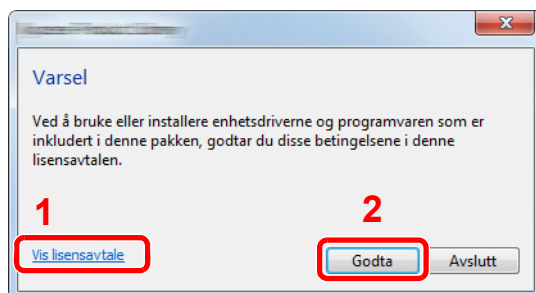 Varsel
Ved å bruke eller installere enhetsdriverne og programvaren som er
inkludert i denne pakken, godtar du disse betingelsene i denne
lisensavtalen.
1
2
Vis lisensavtale
Godta
Avslutt